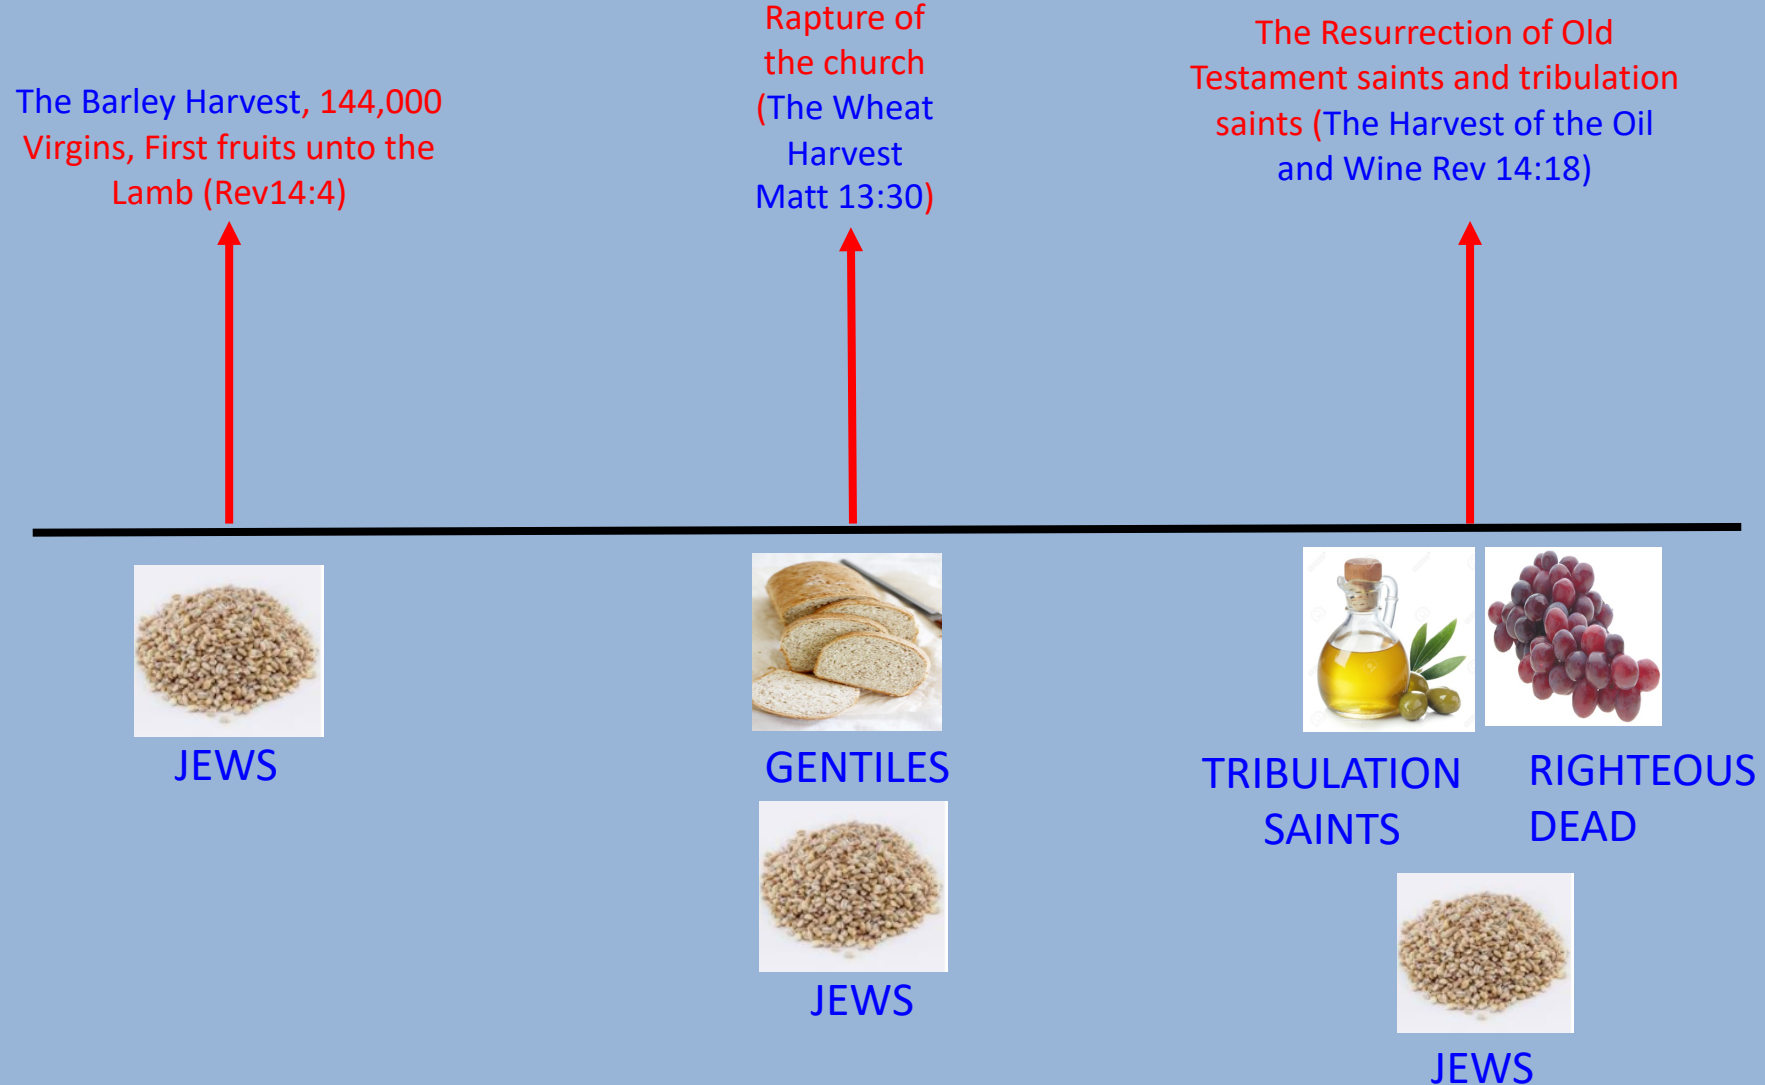 The Barley Harvest, 144,000
Virgins, First fruits unto the
Lamb (Rev14:4)
Rapture of
the church
(The Wheat
Harvest
Matt 13:30)
The Resurrection of Old
Testament saints and tribulation
saints (The Harvest of the Oil
and Wine Rev 14:18)
JEWS
GENTILES
JEWS
TRIBULATION
SAINTS
RIGHTEOUS
DEAD
JEWS